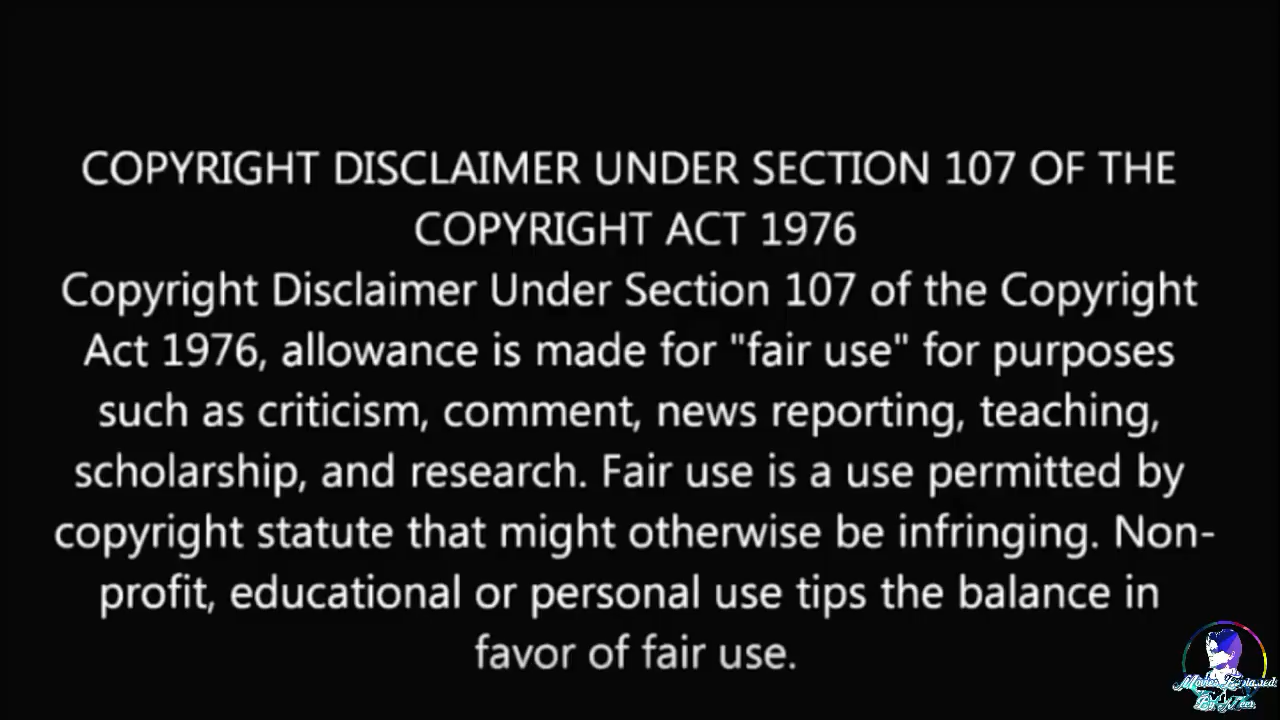 COPYRIGHT DISCLAIMER UNDER SECTION 107 OF THE
COPYRIGHT ACT 1976
Copyright Disclaimer Under Section 107 of the Copyright
Act 1976, allowance is made for "fair use" for purposes
such as criticism, comment, news reporting, teaching,
scholarship, and research. Fair use is a use permitted by
copyright statute that might otherwise be infringing. Non-
profit, educational or personal use tips the balance in
favor of fair use.
Movies Explained
By